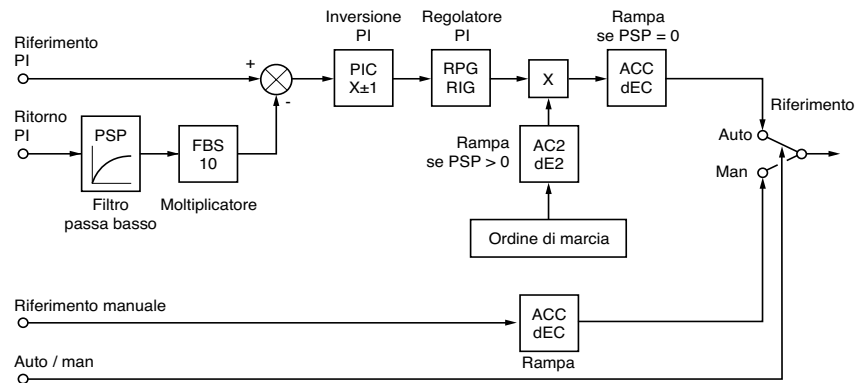 Inversione
PI
Regolatore
PI
Rampa
se PSP = 0
Riferimento
PI
+
-
PIC
X±1
RPG
RIG
X
ACC
dEC
Riferimento
Ritorno
PI
PSP
FBS
10
Rampa
se PSP > 0
AC2
dE2
Auto
Man
Filtro
passa basso
Moltiplicatore
Ordine di marcia
Riferimento manuale
ACC
dEC
Rampa
Auto / man